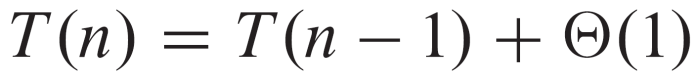 T(n) = T(n − 1) + Θ(1)